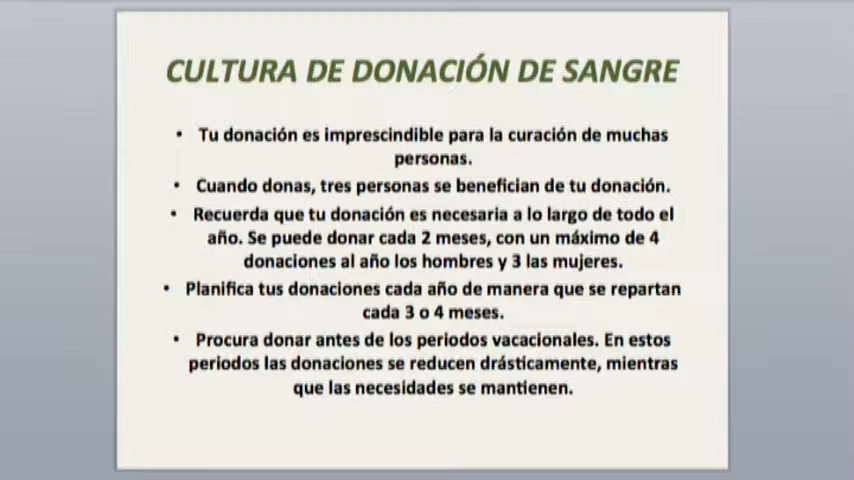 CULTURA DE DONACIÓN DE SANGRE
• Tu donación es imprescindible para la curación de muchas
personas.
• Cuando donas, tres personas se benefician de tu donación.
• Recuerda que tu donación es necesaria a lo largo de todo el
año. Se puede donar cada 2 meses, con un máximo de 4
donaciones al año los hombres y 3 las mujeres.
• Planifica tus donaciones cada año de manera que se repartan
cada 3 o 4 meses.
• Procura donar antes de los periodos vacacionales. En estos
periodos las donaciones se reducen drásticamente, mientras
que las necesidades se mantienen.